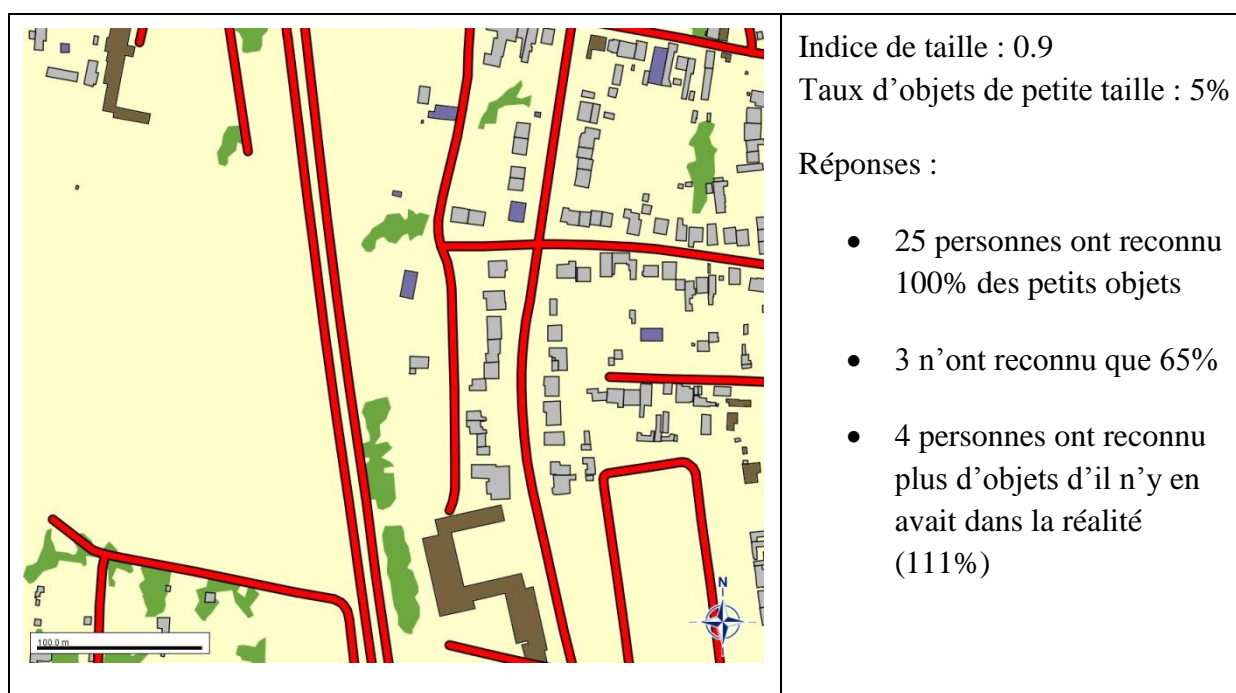 N
100.0 m
Indice de taille : 0.9
Taux d’objets de petite taille : 5%
Réponses :
• 25 personnes ont reconnu
100% des petits objets
• 3 n’ont reconnu que 65%
• 4 personnes ont reconnu
plus d’objets d’il n’y en
avait dans la réalité
(111%)